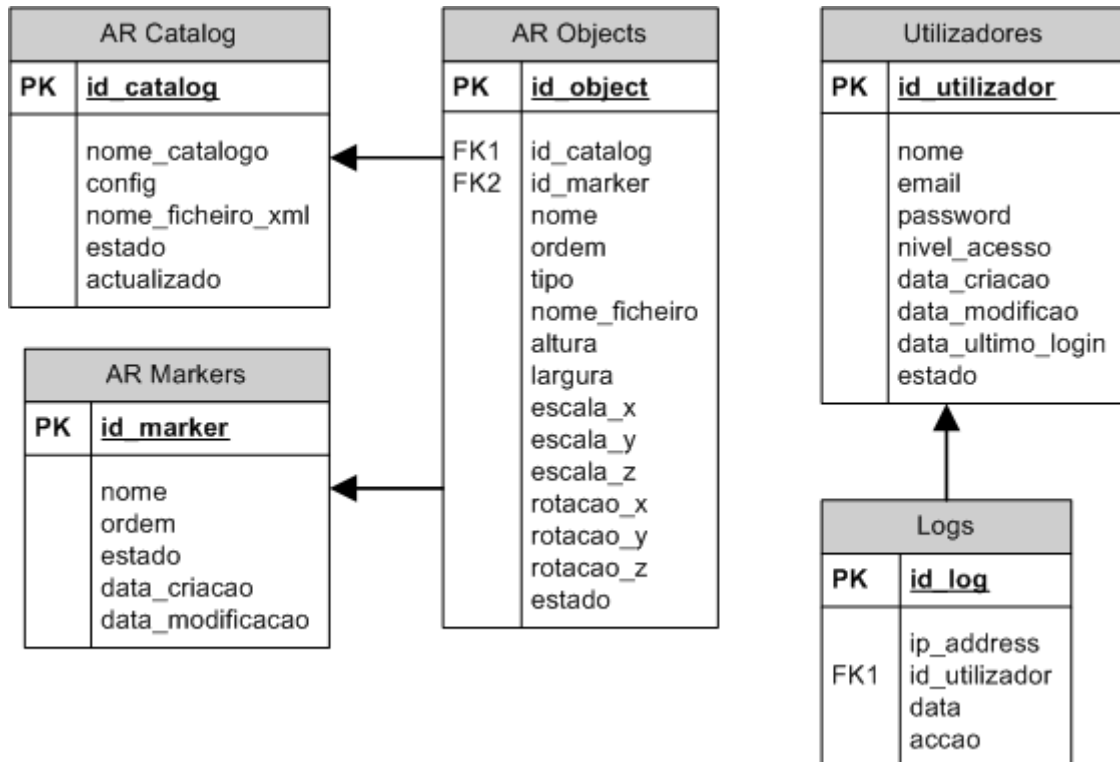 AR Catalog
PK id_catalog
nome_catalogo
config
nome_ficheiro_xml
estado
actualizado
AR Markers
PK id_marker
nome
ordem
estado
data_criacao
data_modificacao
AR Objects
PK id_object
FK1 id_catalog
FK2 id_marker
nome
ordem
tipo
nome_ficheiro
altura
largura
escala_x
escala_y
escala_z
rotacao_x
rotacao_y
rotacao_z
estado
Utilizadores
PK id_utilizador
nome
email
password
nivel_acesso
data_criacao
data_modificao
data_ultimo_login
estado
Logs
PK id_log
ip_address
FK1 id_utilizador
data
accao